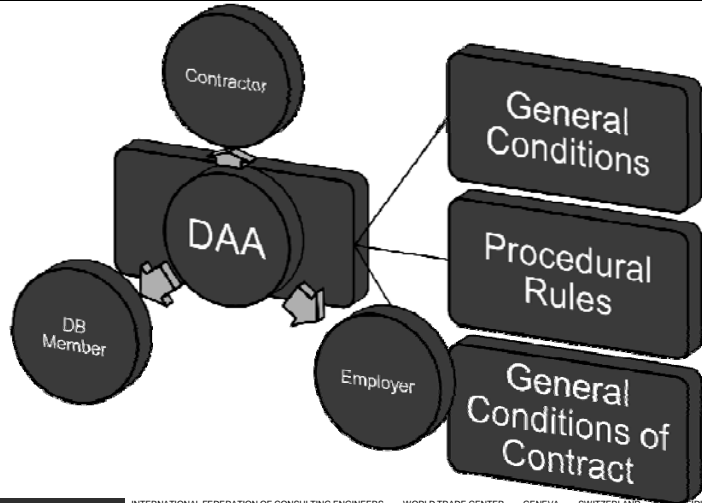 Contractor
General
Conditions
DAA
Procedural
Rules
DB
Member
Employer
General
Conditions of
Contract
INTERNATIONAL FEDERATION OF CONSULTING ENGINEERS WORLD TRADE CENTER GENEVA SWITZERLAND